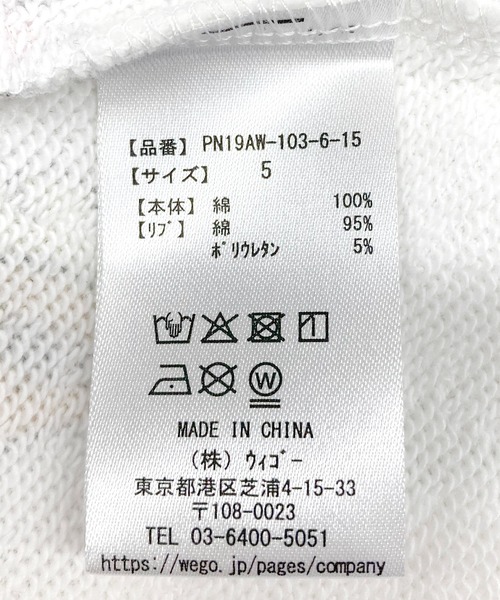 【品番】 PN19AW-103-6-15
【サイズ】 5
【本体】 綿 100%
【リブ】 綿 95%
ポリウレタン 5%
W
MADE IN CHINA
(株) ウィゴー
東京都港区芝浦4-15-33
〒108-0023
TEL 03-6400-5051
https://wego.jp/pages/company